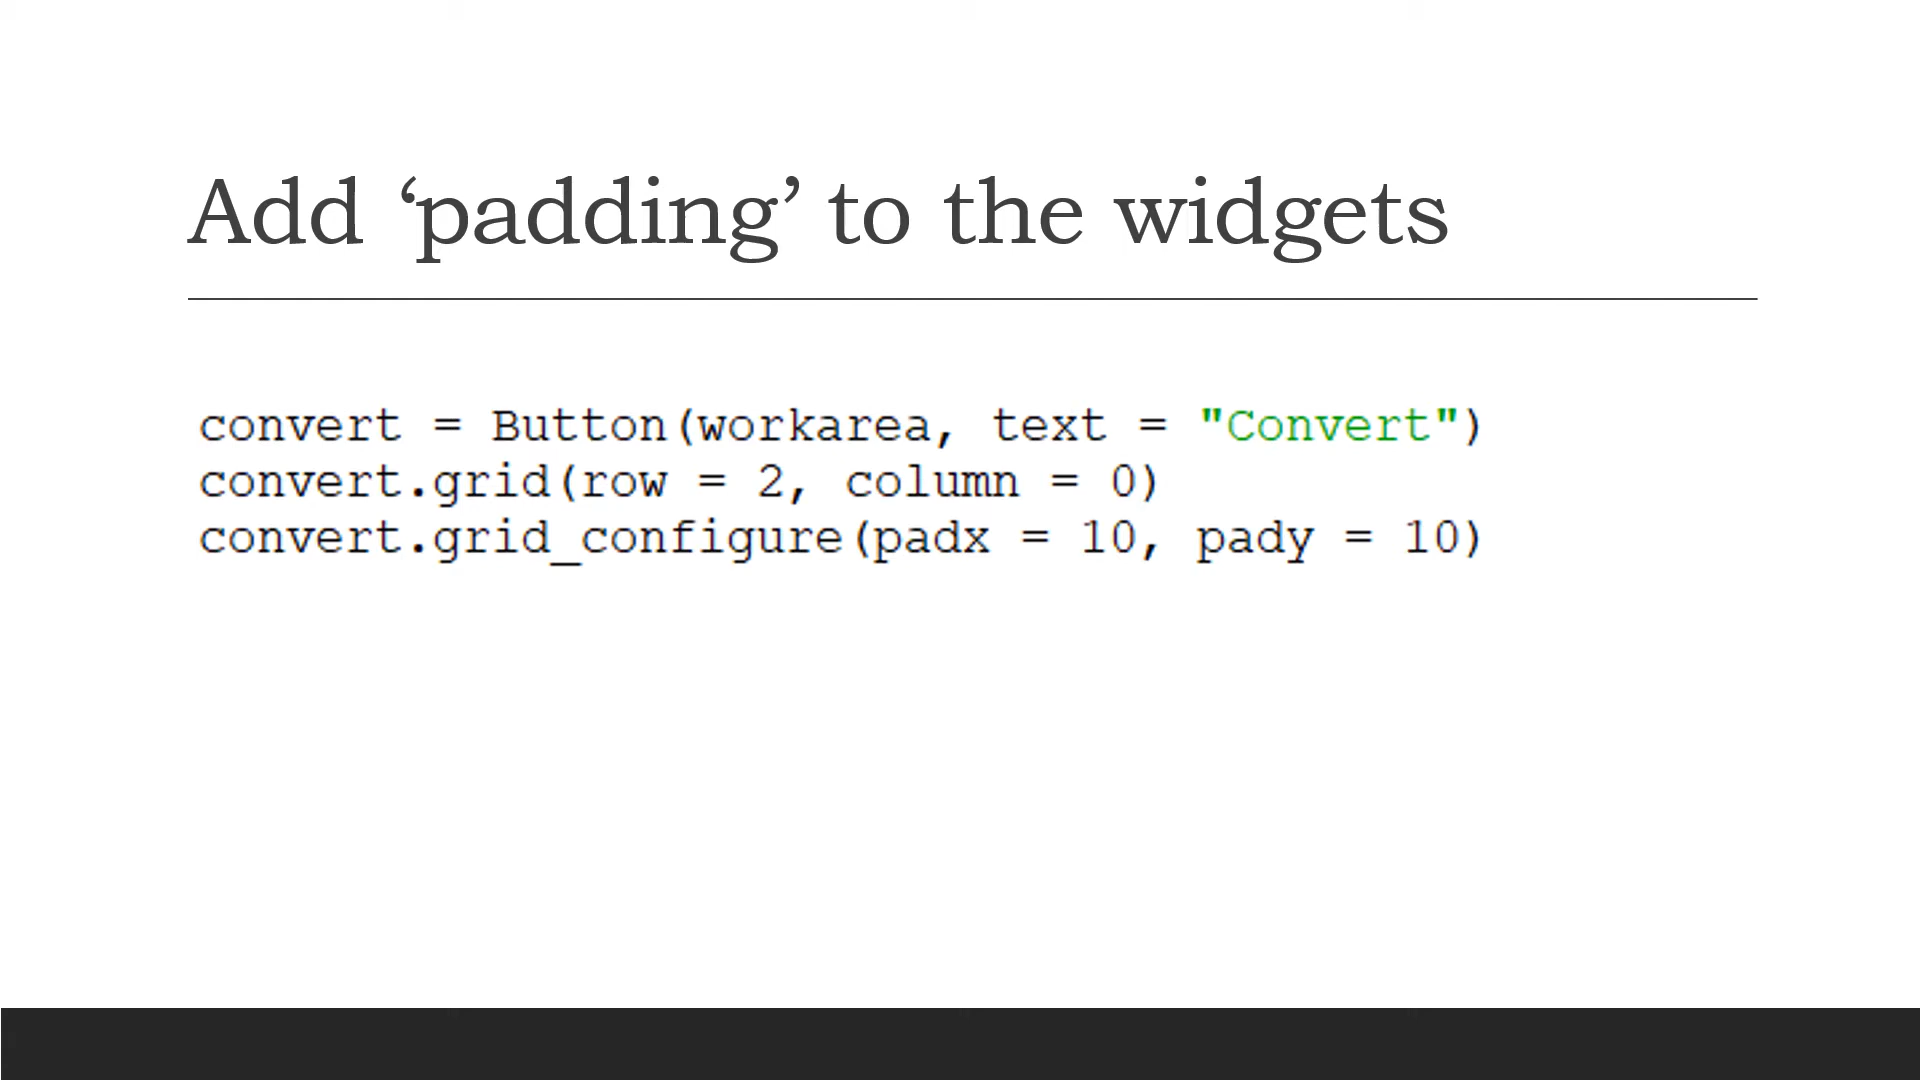 Add ‘padding’ to the widgets
convert = Button(workarea, text = "Convert")
convert.grid(row = 2, column = 0)
convert.grid_configure(padx = 10, pady = 10)